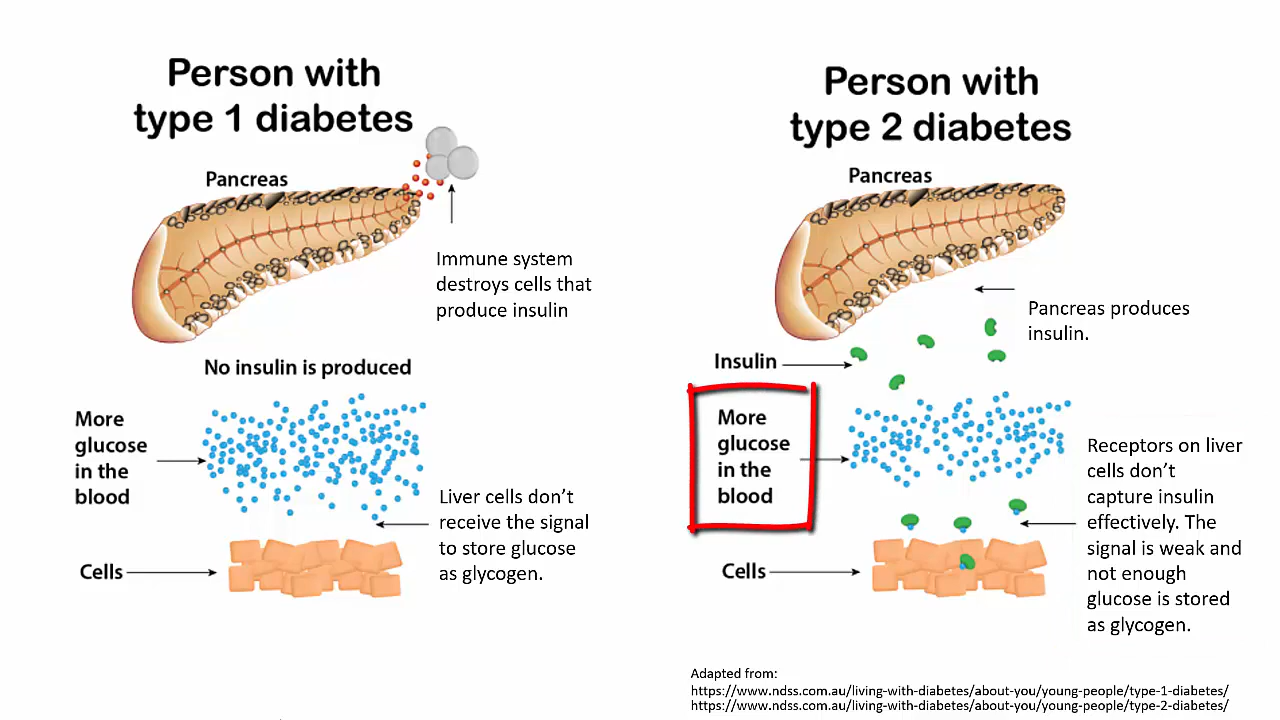 Person with
type 1 diabetes
Pancreas
Immune system
destroys cells that
produce insulin
No insulin is produced
More
glucose
in the
blood
Liver cells don't
receive the signal
to store glucose
as glycogen.
Cells
Person with
type 2 diabetes
Pancreas
Pancreas produces
insulin.
Insulin
More
glucose
in the
blood
Receptors on liver
cells don't
capture insulin
effectively. The
signal is weak and
not enough
glucose is stored
as glycogen.
Cells
Adapted from:
https://www.ndss.com.au/living-with-diabetes/about-you/young-people/type-1-diabetes/
https://www.ndss.com.au/living-with-diabetes/about-you/young-people/type-2-diabetes/